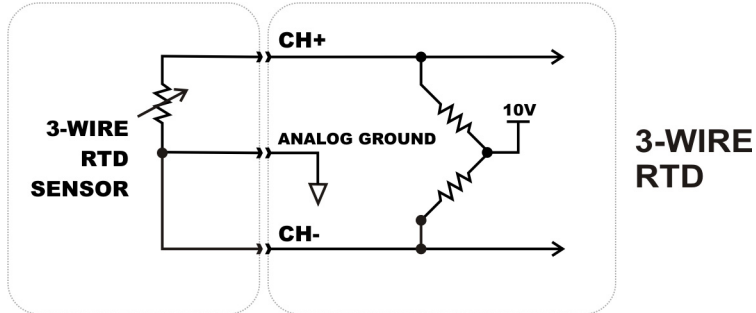 CH+
10V
3-WIRE
RTD
SENSOR
ANALOG GROUND
CH-
3-WIRE
RTD